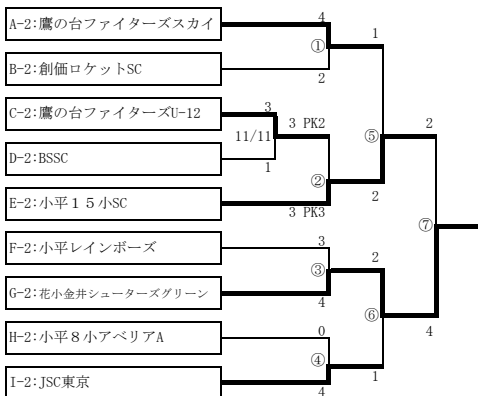 A-2:鷹の台ファイターズスカイ
4
1
①
B-2:創価ロケットSC
2
C-2:鷹の台ファイターズU-12
3
3 PK2
11/11
⑤
2
D-2:BSSC
1
②
2
E-2:小平１５小SC
3 PK3
⑦
F-2:小平レインボーズ
3
2
③
G-2:花小金井シューターズグリーン
4
⑥
4
H-2:小平８小アベリアA
0
④
1
I-2:JSC東京
4